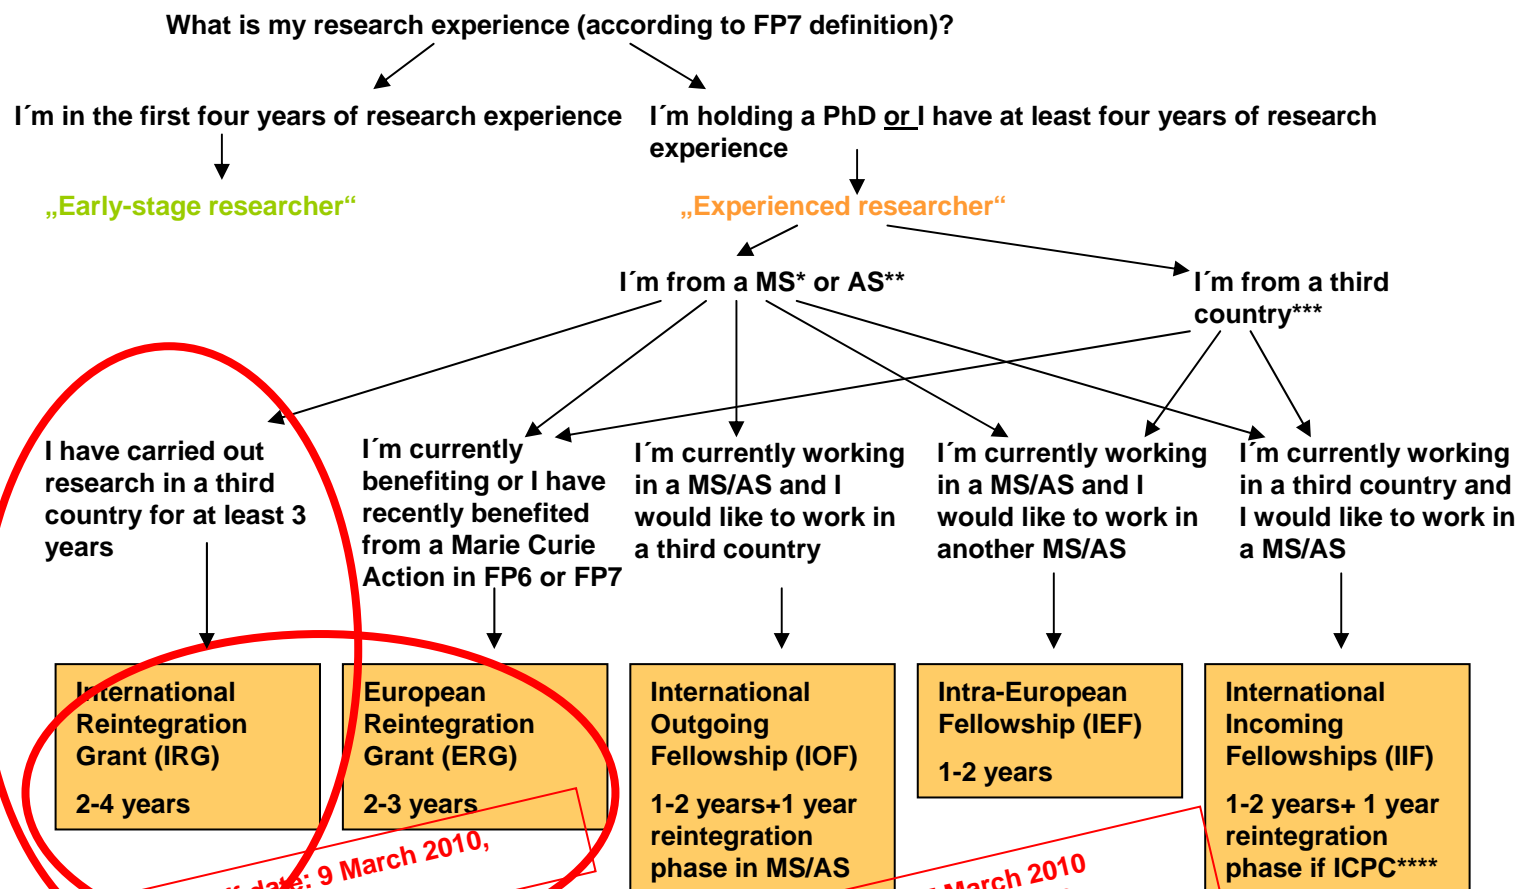 What is my research experience (according to FP7 definition)?
I´m in the first four years of research experience
I´m holding a PhD or I have at least four years of research
experience
„Early-stage researcher“
„Experienced researcher“
I´m from a MS* or AS**
I´m from a third
country***
I have carried out
research in a third
country for at least 3
years
I´m currently
benefiting or I have
recently benefited
from a Marie Curie
Action in FP6 or FP7
I´m currently working
in a MS/AS and I
would like to work in
a third country
I´m currently working
in a MS/AS and I
would like to work in
another MS/AS
I´m currently working
in a third country and
I would like to work in
a MS/AS
International
Reintegration
Grant (IRG)
2-4 years
European
Reintegration
Grant (ERG)
2-3 years
International
Outgoing
Fellowship (IOF)
1-2 years+1 year
reintegration
phase in MS/AS
Intra-European
Fellowship (IEF)
1-2 years
International
Incoming
Fellowships (IIF)
1-2 years+ 1 year
reintegration
phase if ICPC****
date: 9 March 2010,
March 2010